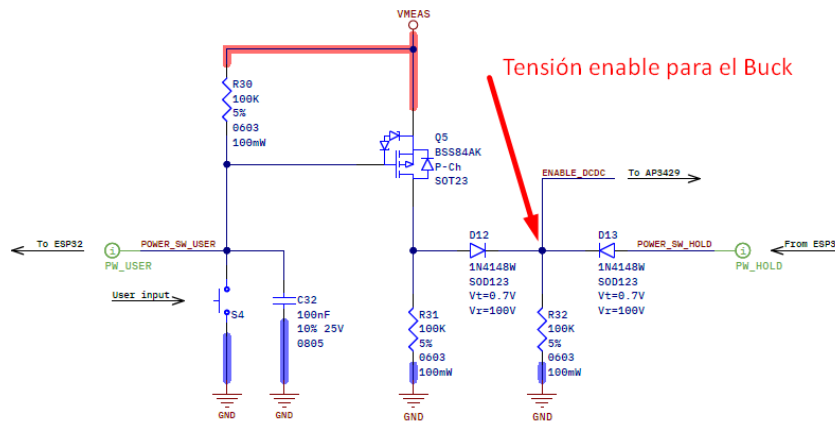 VMEAS
Tensión enable para el Buck
R30
100K
5%
0603
100mW
Q5
BSS84AK
P-Ch
SOT23
ENABLE_DCDC
To AP3429
To ESP32
POWER_SW_USER
i
PW_USER
D12
1N4148W
SOD123
Vt=0.7V
Vr=100V
D13
1N4148W
SOD123
Vt=0.7V
Vr=100V
POWER_SW_HOLD
i
PW_HOLD
From ESP3
User input
S4
C32
100nF
10% 25V
0805
R31
100K
5%
0603
100mW
R32
100K
5%
0603
100mW
GND
GND
GND
GND